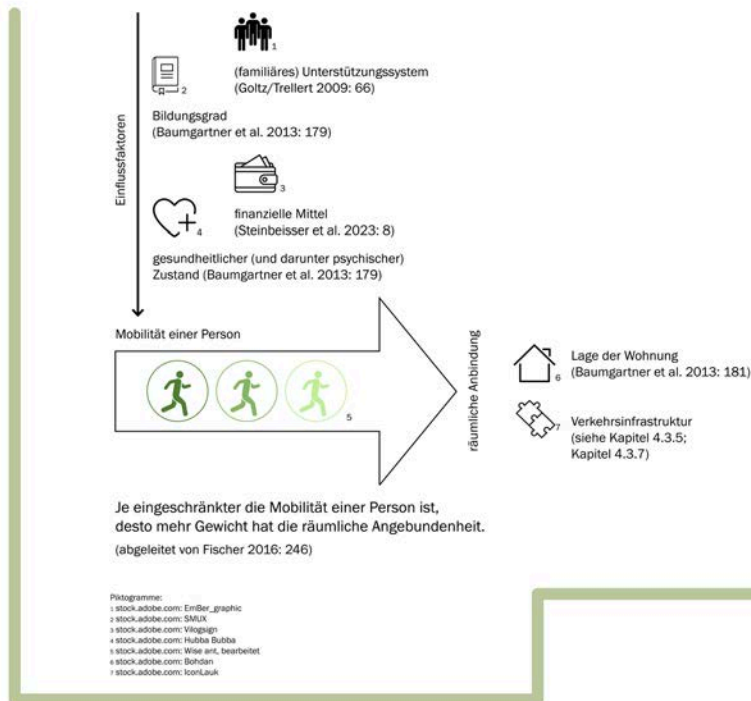 1
(familiäres) Unterstützungssystem
(Goltz/Trellert 2009: 66)
2
Bildungsgrad
(Baumgartner et al. 2013: 179)
Einflussfaktoren
3
finanzielle Mittel
(Steinbeisser et al. 2023: 8)
4
gesundheitlicher (und darunter psychischer)
Zustand (Baumgartner et al. 2013: 179)
Mobilität einer Person
5
räumliche Anbindung
6
Lage der Wohnung
(Baumgartner et al. 2013: 181)
7
Verkehrsinfrastruktur
(siehe Kapitel 4.3.5;
Kapitel 4.3.7)
Je eingeschränkter die Mobilität einer Person ist,
desto mehr Gewicht hat die räumliche Angebundenheit.
(abgeleitet von Fischer 2016: 246)
Piktogramme:
1 stock.adobe.com: EmBer_graphic
2 stock.adobe.com: SMUX
3 stock.adobe.com: Vilogsign
4 stock.adobe.com: Hubba Bubba
5 stock.adobe.com: Wise ant, bearbeitet
6 stock.adobe.com: Bohdan
7 stock.adobe.com: IconLauk